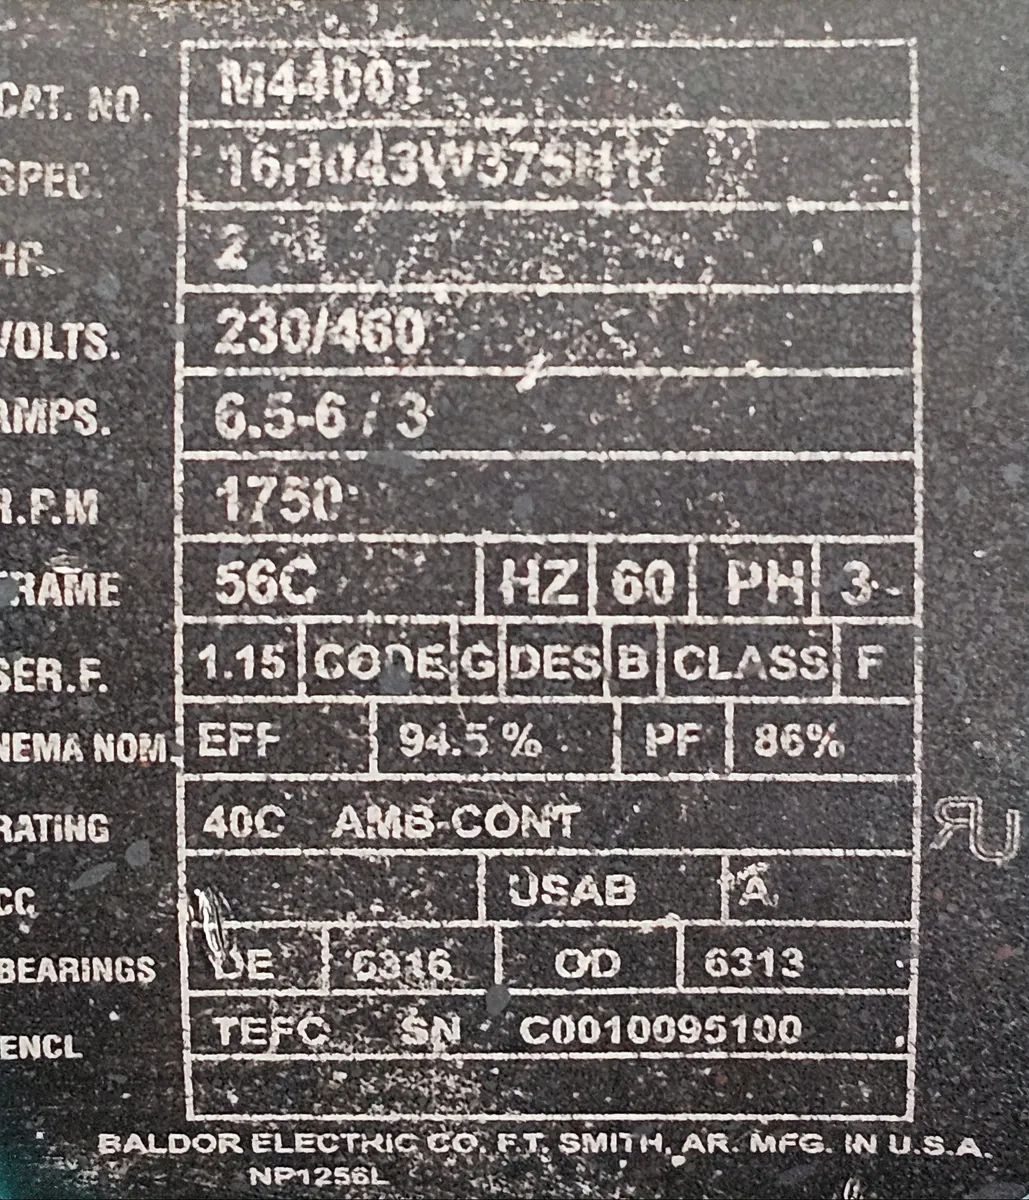 CAT. NO. M4400T
SPEC
HP. 2
VOLTS. 230/460
AMPS. 6.5-6 / 3
R.P.M 1750
FRAME 56C HZ 60 PH 3
SER.F. 1.15 CODE G DES B CLASS F
NEMA NOM. EFF 94.5% PF 86%
RATING 40C AMB-CONT
CC USAB A
BEARINGS DE 6316 OD 6313
ENCL TEFC SN C0010095100
BALDOR ELECTRIC CO. FT. SMITH, AR. MFG. IN U.S.A.
NP1256L